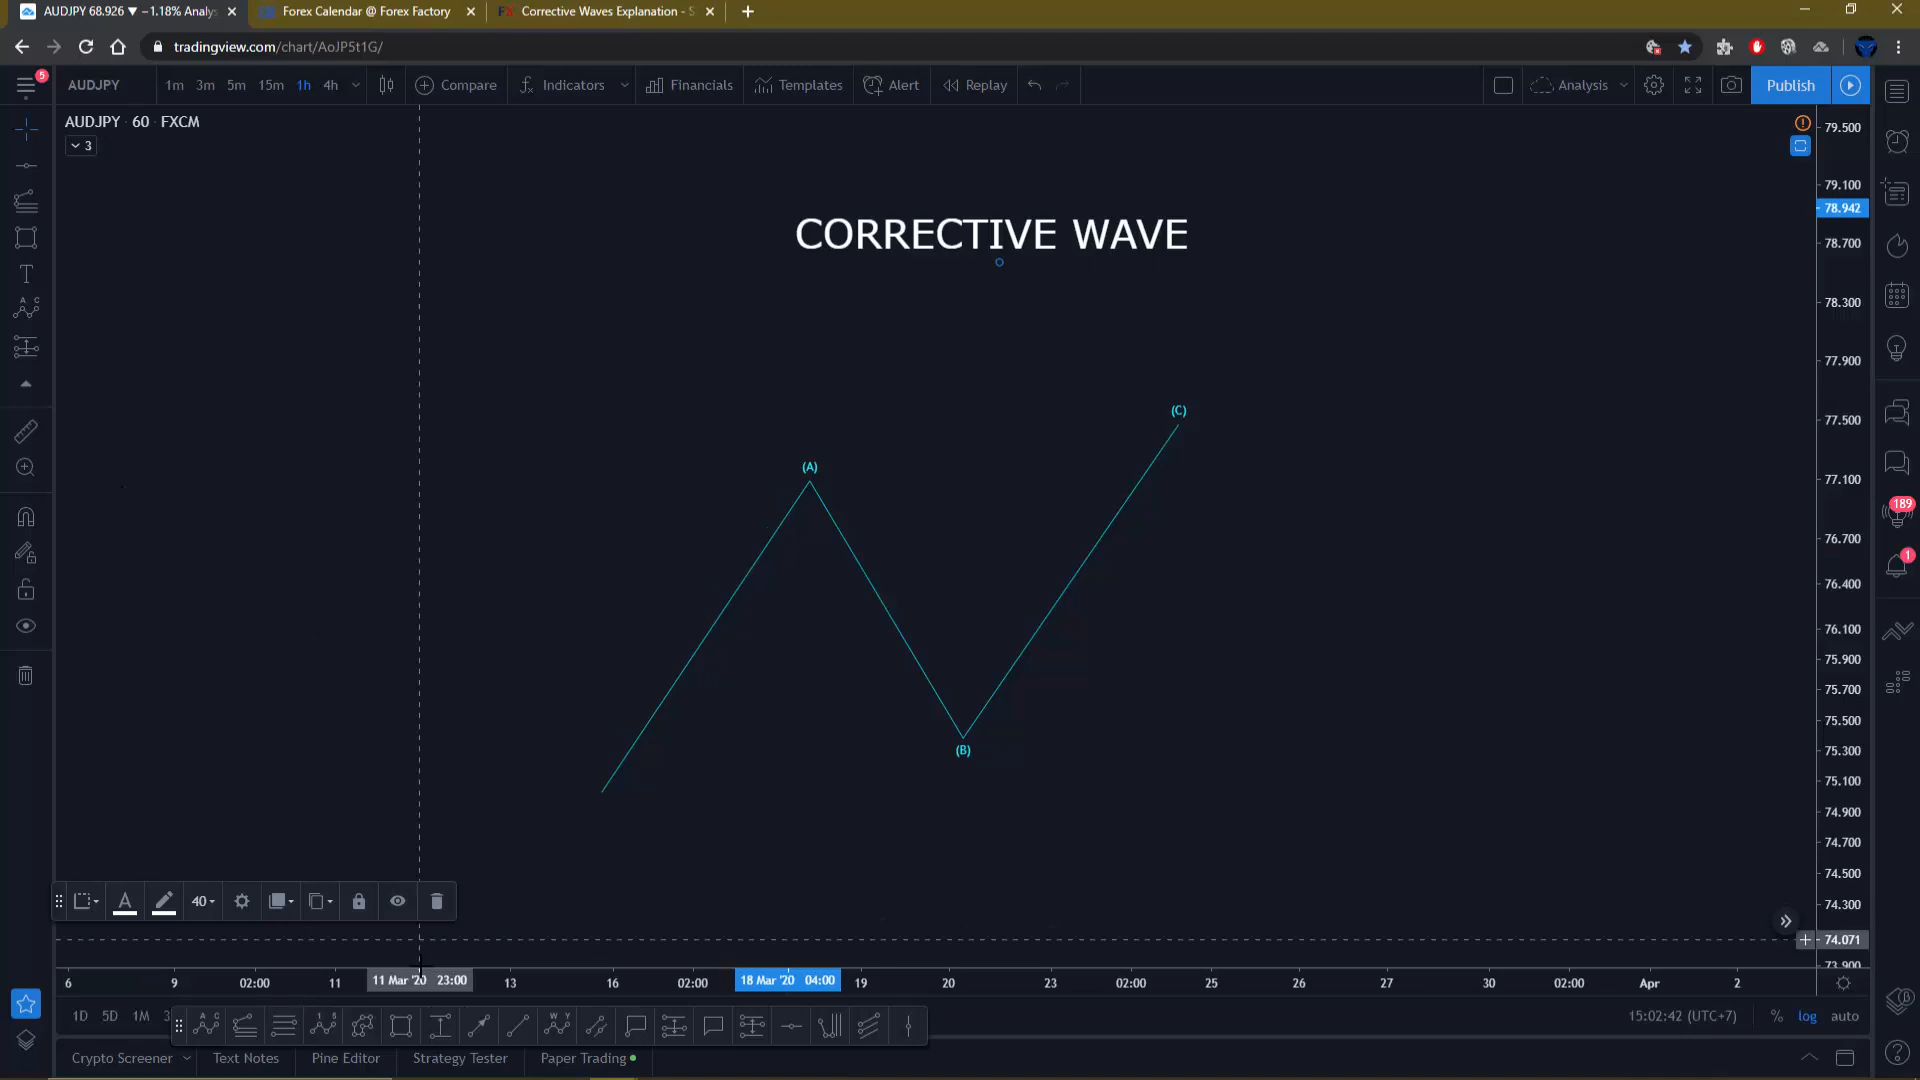 AUDJPY 68.926 ▼ −1.18% Analy
Forex Calendar @ Forex Factory
Corrective Waves Explanation - S
tradingview.com/chart/AoJP5t1G/
5
AUDJPY
1m 3m 5m 15m 1h 4h
Compare
Indicators
Financials
Templates
Alert
Replay
Analysis
Publish
AUDJPY · 60 · FXCM
3
CORRECTIVE WAVE
(A)
(B)
(C)
79.500
79.100
78.942
78.700
78.300
77.900
77.500
77.100
76.700
76.400
76.100
75.900
75.700
75.500
75.300
75.100
74.900
74.700
74.500
74.300
74.071
73.900
189
1
40
6 9 02:00 11 11 Mar '20 23:00 13 16 02:00 18 Mar '20 04:00 19 20 23 02:00 25 26 27 30 02:00 Apr 2
1D 5D 1M 3
15:02:42 (UTC+7) % log auto
Crypto Screener Text Notes Pine Editor Strategy Tester Paper Trading